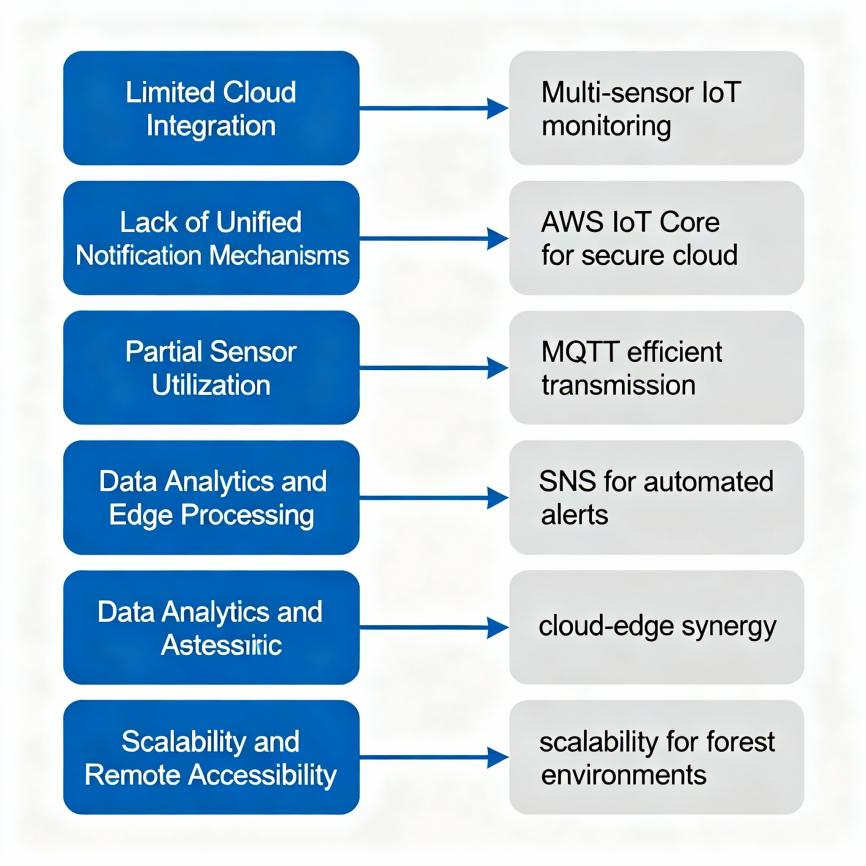 Limited Cloud
Integration
Multi-sensor IoT
monitoring
Lack of Unified
Notification Mechanisms
AWS IoT Core
for secure cloud
Partial Sensor
Utilization
MQTT efficient
transmission
Data Analytics and
Edge Processing
SNS for automated
alerts
Data Analytics and
cloud-edge synergy
Scalability and
Remote Accessibility
scalability for forest
environments